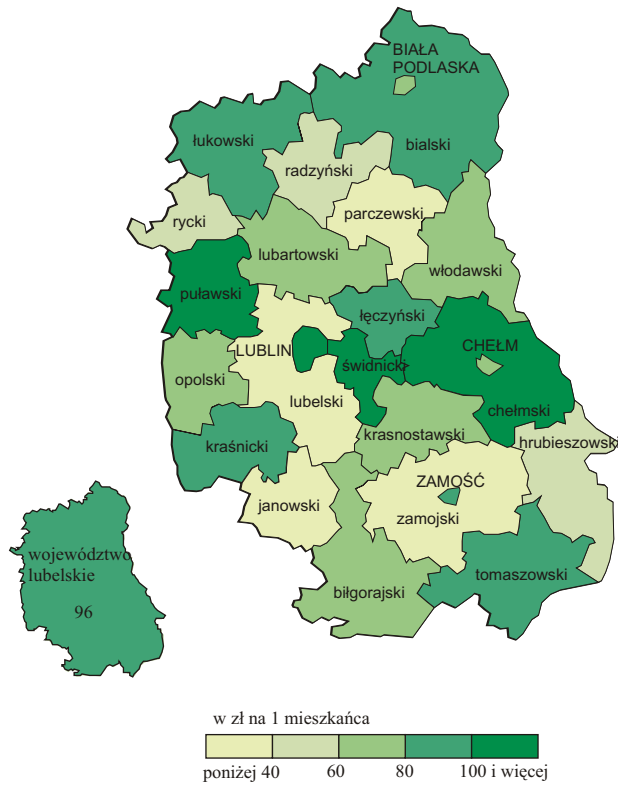 BIAŁA
PODLASKA
łukowski
bialski
radzyński
parczewski
rycki
lubartowski
włodawski
puławski
łęczyński
LUBLIN
świdnicki
CHEŁM
opolski
lubelski
chełmski
krasnostawski
hrubieszowski
kraśnicki
ZAMOŚĆ
janowski
zamojski
tomaszowski
biłgorajski
województwo
lubelskie
96
w zł na 1 mieszkańca
poniżej 40 60 80 100 i więcej